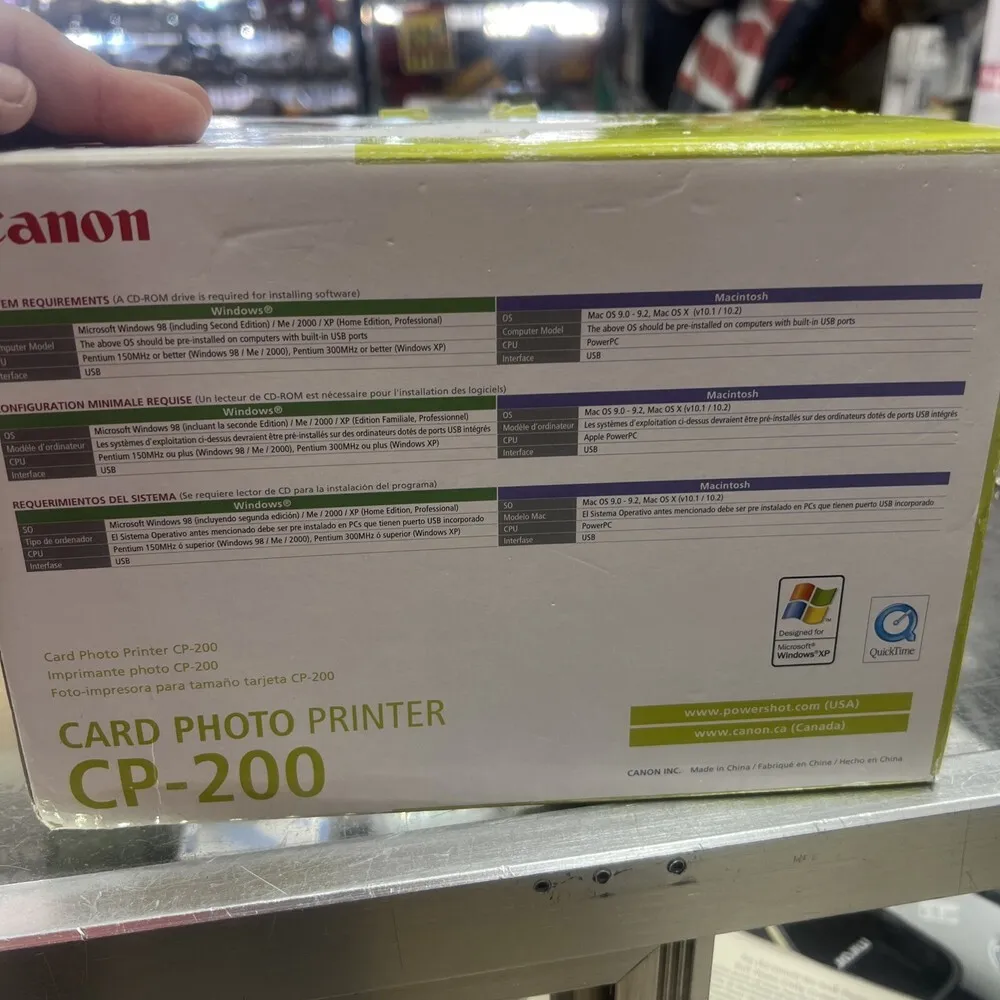 Canon
EM REQUIREMENTS (A CD-ROM drive is required for installing software)
Windows®
Microsoft Windows 98 (including Second Edition) / Me / 2000 / XP (Home Edition, Professional)
mputer Model The above OS should be pre-installed on computers with built-in USB ports
U Pentium 150MHz or better (Windows 98 / Me / 2000), Pentium 300MHz or better (Windows XP)
terface USB
Macintosh
OS Mac OS 9.0 - 9.2, Mac OS X (v10.1 / 10.2)
Computer Model The above OS should be pre-installed on computers with built-in USB ports
CPU PowerPC
Interface USB
ONFIGURATION MINIMALE REQUISE (Un lecteur de CD-ROM est nécessaire pour l'installation des logiciels)
Windows®
OS Microsoft Windows 98 (incluant la seconde Edition) / Me / 2000 / XP (Edition Familiale, Professionnel)
Modèle d'ordinateur Les systèmes d'exploitation ci-dessus devraient être pré-installés sur des ordinateurs dotés de ports USB intégrés
CPU Pentium 150MHz ou plus (Windows 98 / Me / 2000), Pentium 300MHz ou plus (Windows XP)
Interface USB
Macintosh
OS Mac OS 9.0 - 9.2, Mac OS X (v10.1 / 10.2)
Modèle d'ordinateur Les systèmes d'exploitation ci-dessus devraient être pré-installés sur des ordinateurs dotés de ports USB intégrés
CPU Apple PowerPC
Interface USB
REQUERIMIENTOS DEL SISTEMA (Se requiere lector de CD para la instalación del programa)
Windows®
SO Microsoft Windows 98 (incluyendo segunda edición) / Me / 2000 / XP (Home Edition, Professional)
Tipo de ordenador El Sistema Operativo antes mencionado debe ser pre instalado en PCs que tienen puerto USB incorporado
CPU Pentium 150MHz ó superior (Windows 98 / Me / 2000), Pentium 300MHz ó superior (Windows XP)
Interfase USB
Macintosh
SO Mac OS 9.0 - 9.2, Mac OS X (v10.1 / 10.2)
Modelo Mac El Sistema Operativo antes mencionado debe ser pre instalado en PCs que tienen puerto USB incorporado
CPU PowerPC
Interfase USB
Designed for
Microsoft®
Windows®XP
QuickTime
Card Photo Printer CP-200
Imprimante photo CP-200
Foto-impresora para tamaño tarjeta CP-200
CARD PHOTO PRINTER
CP-200
www.powershot.com (USA)
www.canon.ca (Canada)
CANON INC. Made in China / Fabriqué en Chine / Hecho en China